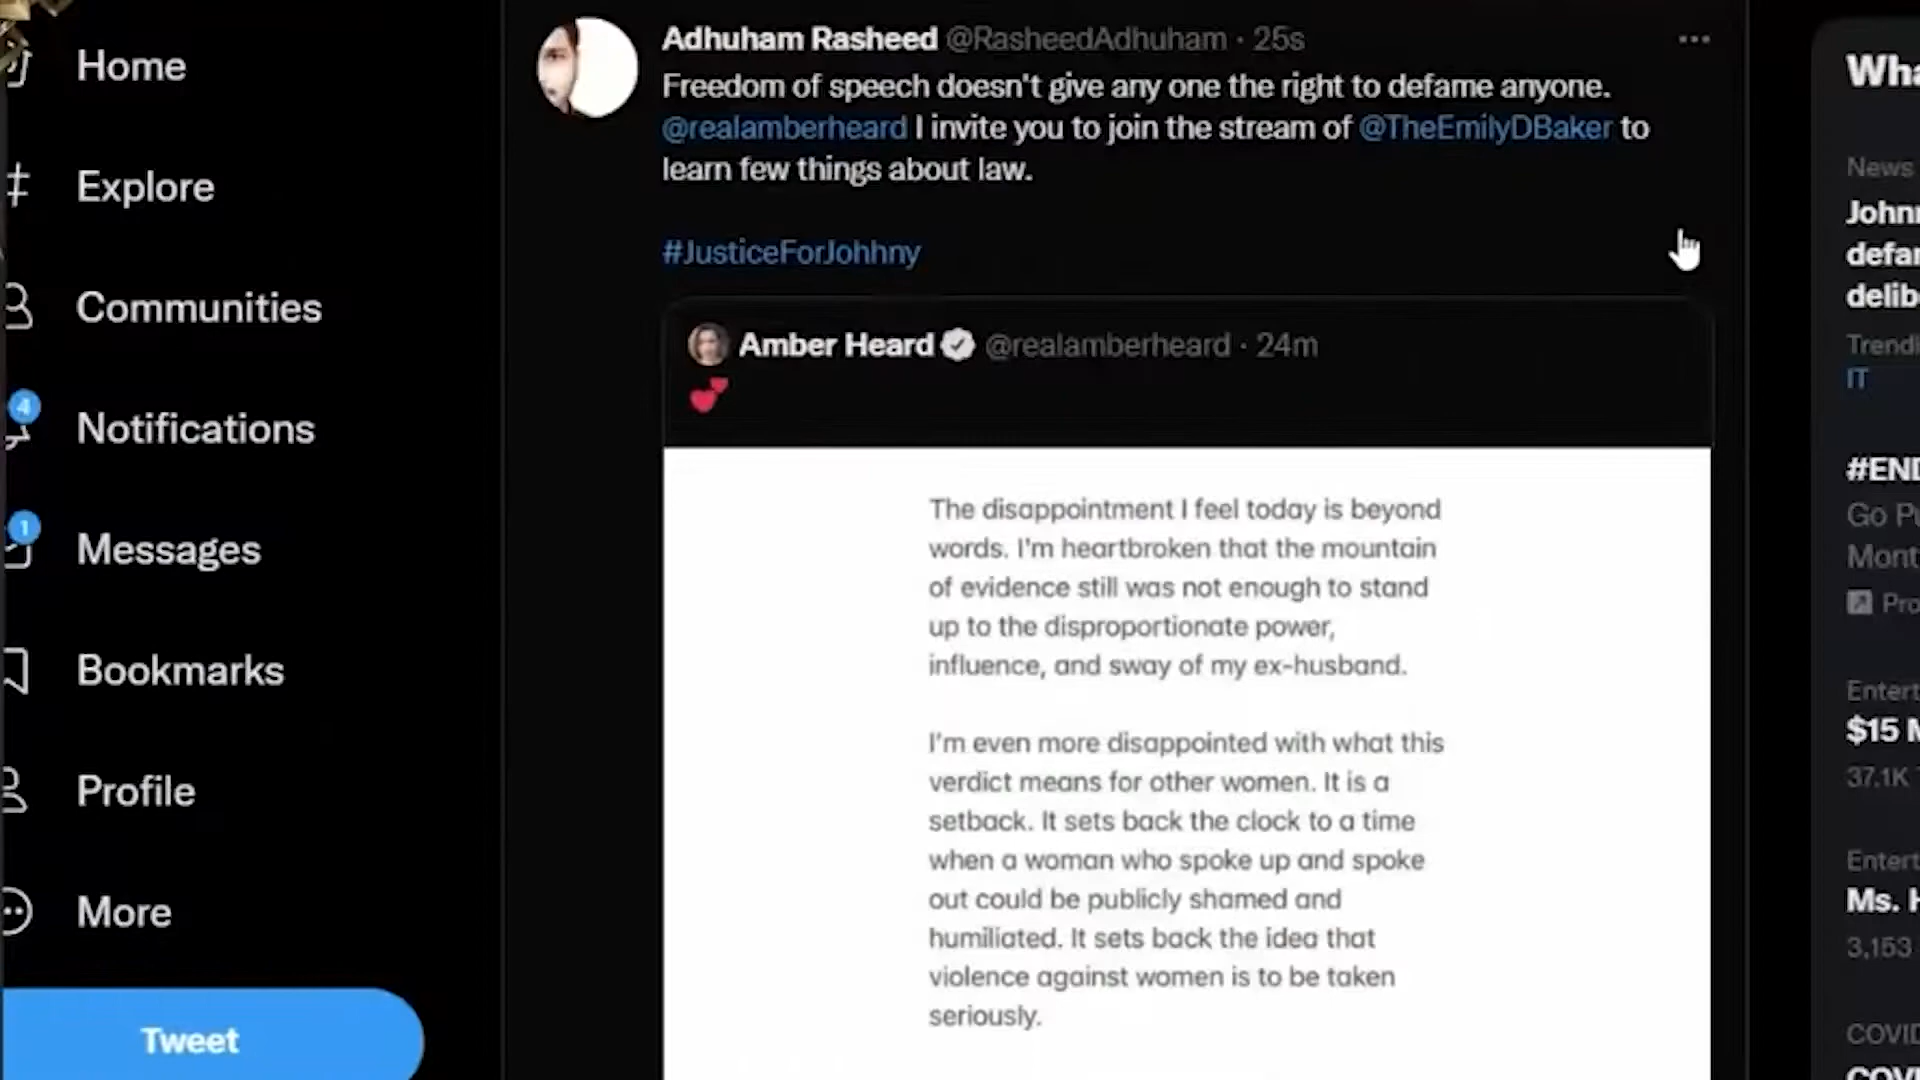 Home
Explore
Communities
4
Notifications
1
Messages
Bookmarks
Profile
More
Tweet
Adhuham Rasheed @RasheedAdhuham · 25s
Freedom of speech doesn't give any one the right to defame anyone.
@realamberheard I invite you to join the stream of @TheEmilyDBaker to
learn few things about law.
#JusticeForJohhny
Amber Heard @realamberheard · 24m
The disappointment I feel today is beyond
words. I'm heartbroken that the mountain
of evidence still was not enough to stand
up to the disproportionate power,
influence, and sway of my ex-husband.
I'm even more disappointed with what this
verdict means for other women. It is a
setback. It sets back the clock to a time
when a woman who spoke up and spoke
out could be publicly shamed and
humiliated. It sets back the idea that
violence against women is to be taken
seriously.
News
IT
$15
37.1K
Ms.
3,153
COVID